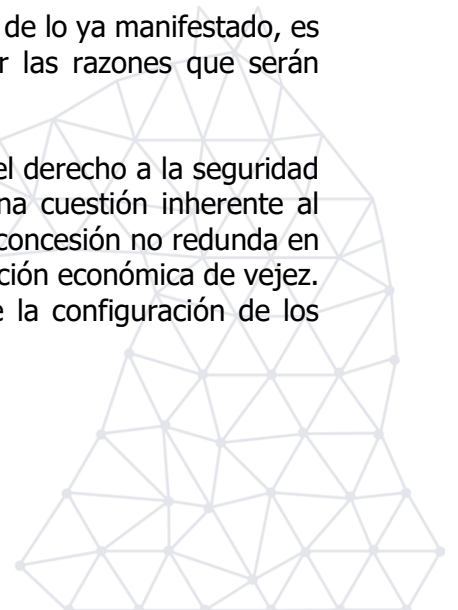 de lo ya manifestado, es
r las razones que serán
el derecho a la seguridad
na cuestión inherente al
concesión no redunda en
ción económica de vejez.
e la configuración de los